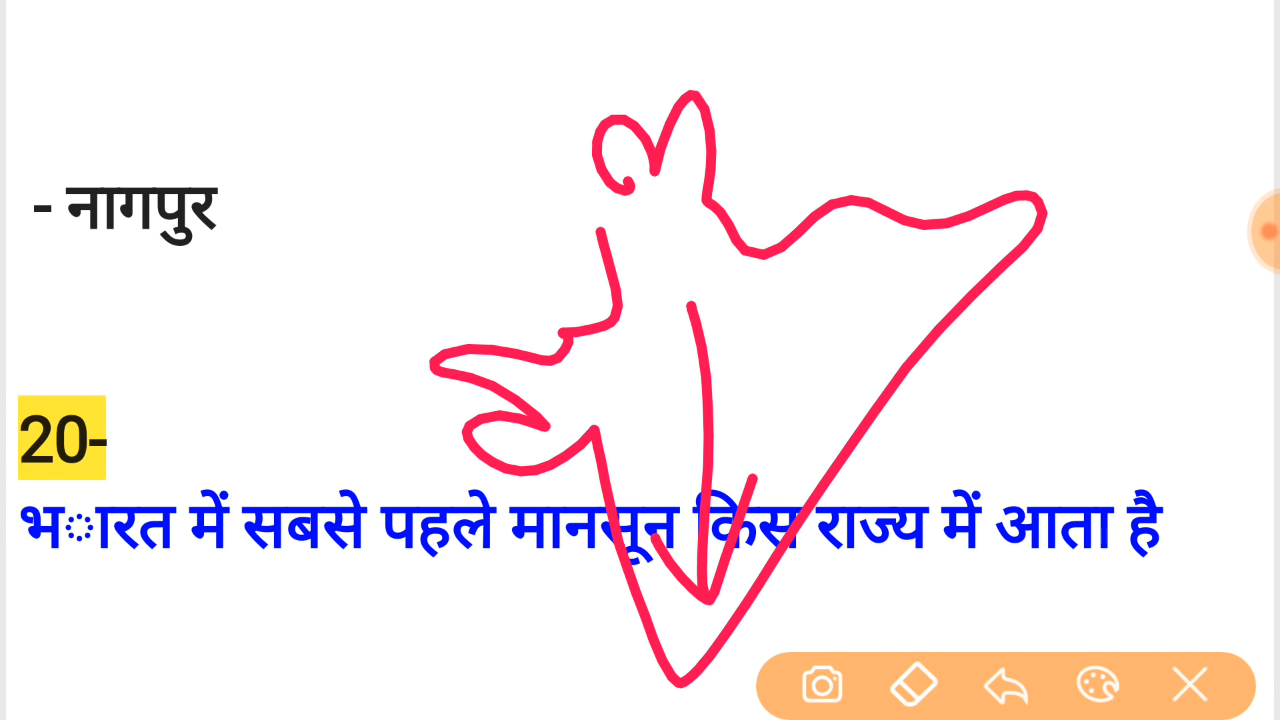 - नागपुर
20-
भारत में सबसे पहले मानसून किस राज्य में आता है